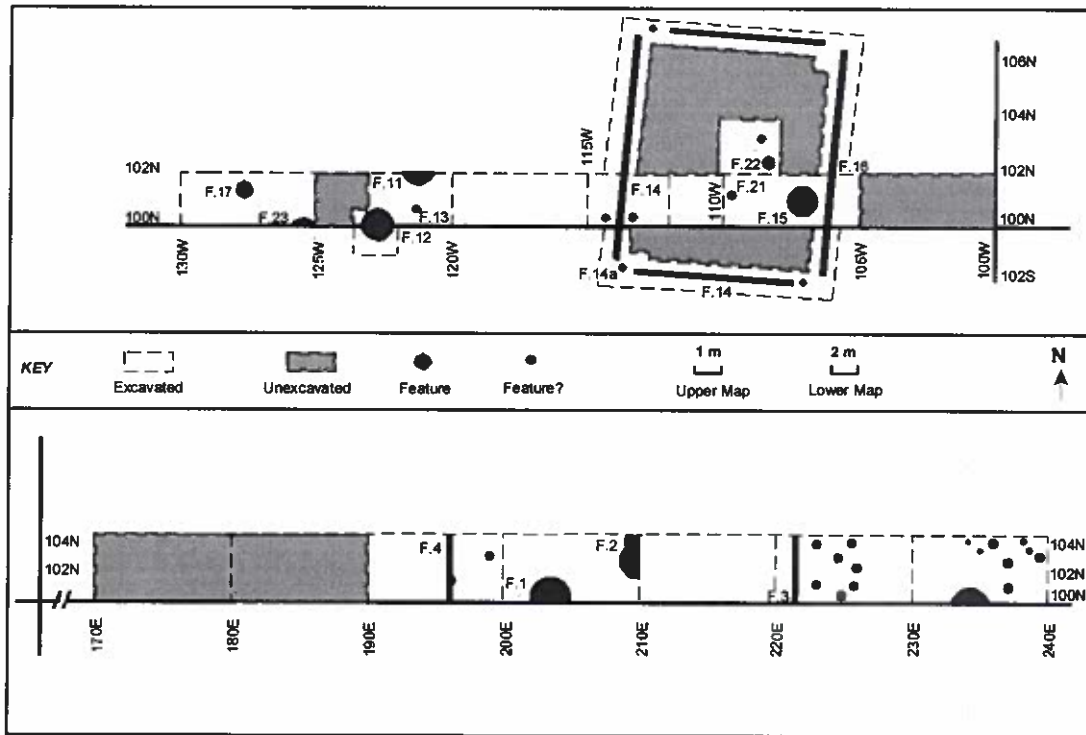 106N
104N
115W
102N
F.11
F.22
F.16
102N
F.17
F.14
110W
F.21
100N
F.23
F.13
F.15
100N
F.12
130W
125W
120W
F.14a
F.14
105W
100W
102S
KEY
Excavated
Unexcavated
Feature
Feature?
1 m
Upper Map
2 m
Lower Map
N
104N
F.4
F.2
104N
102N
F.1
102N
F.3
100N
170E
180E
190E
200E
210E
220E
230E
240E